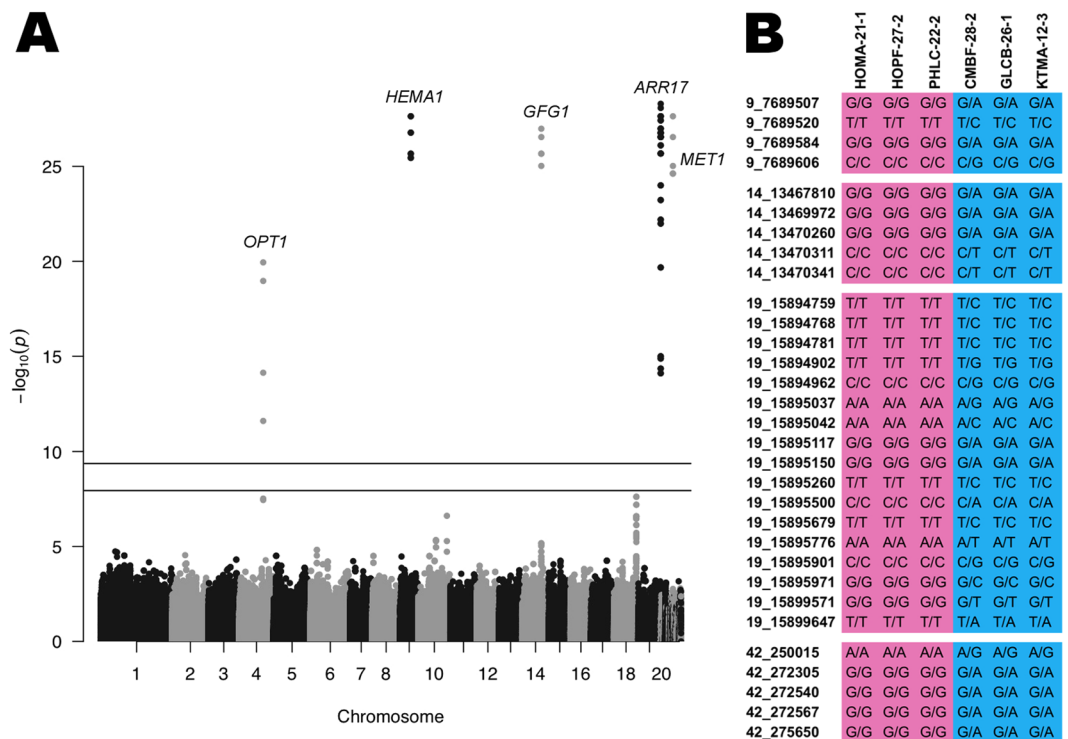 A
HEMA1
GFG1
ARR17
MET1
OPT1
25
20
15
10
5
0
−log10(p)
1 2 3 4 5 6 7 8 10 12 14 16 18 20
Chromosome
B
HOMA-21-1 HOPF-27-2 PHLC-22-2 CMBF-28-2 GLCB-26-1 KTMA-12-3
9_7689507 G/G G/G G/G G/A G/A G/A
9_7689520 T/T T/T T/T T/C T/C T/C
9_7689584 G/G G/G G/G G/A G/A G/A
9_7689606 C/C C/C C/C C/G C/G C/G
14_13467810 G/G G/G G/G G/A G/A G/A
14_13469972 G/G G/G G/G G/A G/A G/A
14_13470260 G/G G/G G/G G/A G/A G/A
14_13470311 C/C C/C C/C C/T C/T C/T
14_13470341 C/C C/C C/C C/T C/T C/T
19_15894759 T/T T/T T/T T/C T/C T/C
19_15894768 T/T T/T T/T T/C T/C T/C
19_15894781 T/T T/T T/T T/C T/C T/C
19_15894902 T/T T/T T/T T/G T/G T/G
19_15894962 C/C C/C C/C C/G C/G C/G
19_15895037 A/A A/A A/A A/G A/G A/G
19_15895042 A/A A/A A/A A/C A/C A/C
19_15895117 G/G G/G G/G G/A G/A G/A
19_15895150 G/G G/G G/G G/A G/A G/A
19_15895260 T/T T/T T/T T/C T/C T/C
19_15895500 C/C C/C C/C C/A C/A C/A
19_15895679 T/T T/T T/T T/C T/C T/C
19_15895776 A/A A/A A/A A/T A/T A/T
19_15895901 C/C C/C C/C C/G C/G C/G
19_15895971 G/G G/G G/G G/C G/C G/C
19_15899571 G/G G/G G/G G/T G/T G/T
19_15899647 T/T T/T T/T T/A T/A T/A
42_250015 A/A A/A A/A A/G A/G A/G
42_272305 G/G G/G G/G G/A G/A G/A
42_272540 G/G G/G G/G G/A G/A G/A
42_272567 G/G G/G G/G G/A G/A G/A
42_275650 G/G G/G G/G G/A G/A G/A